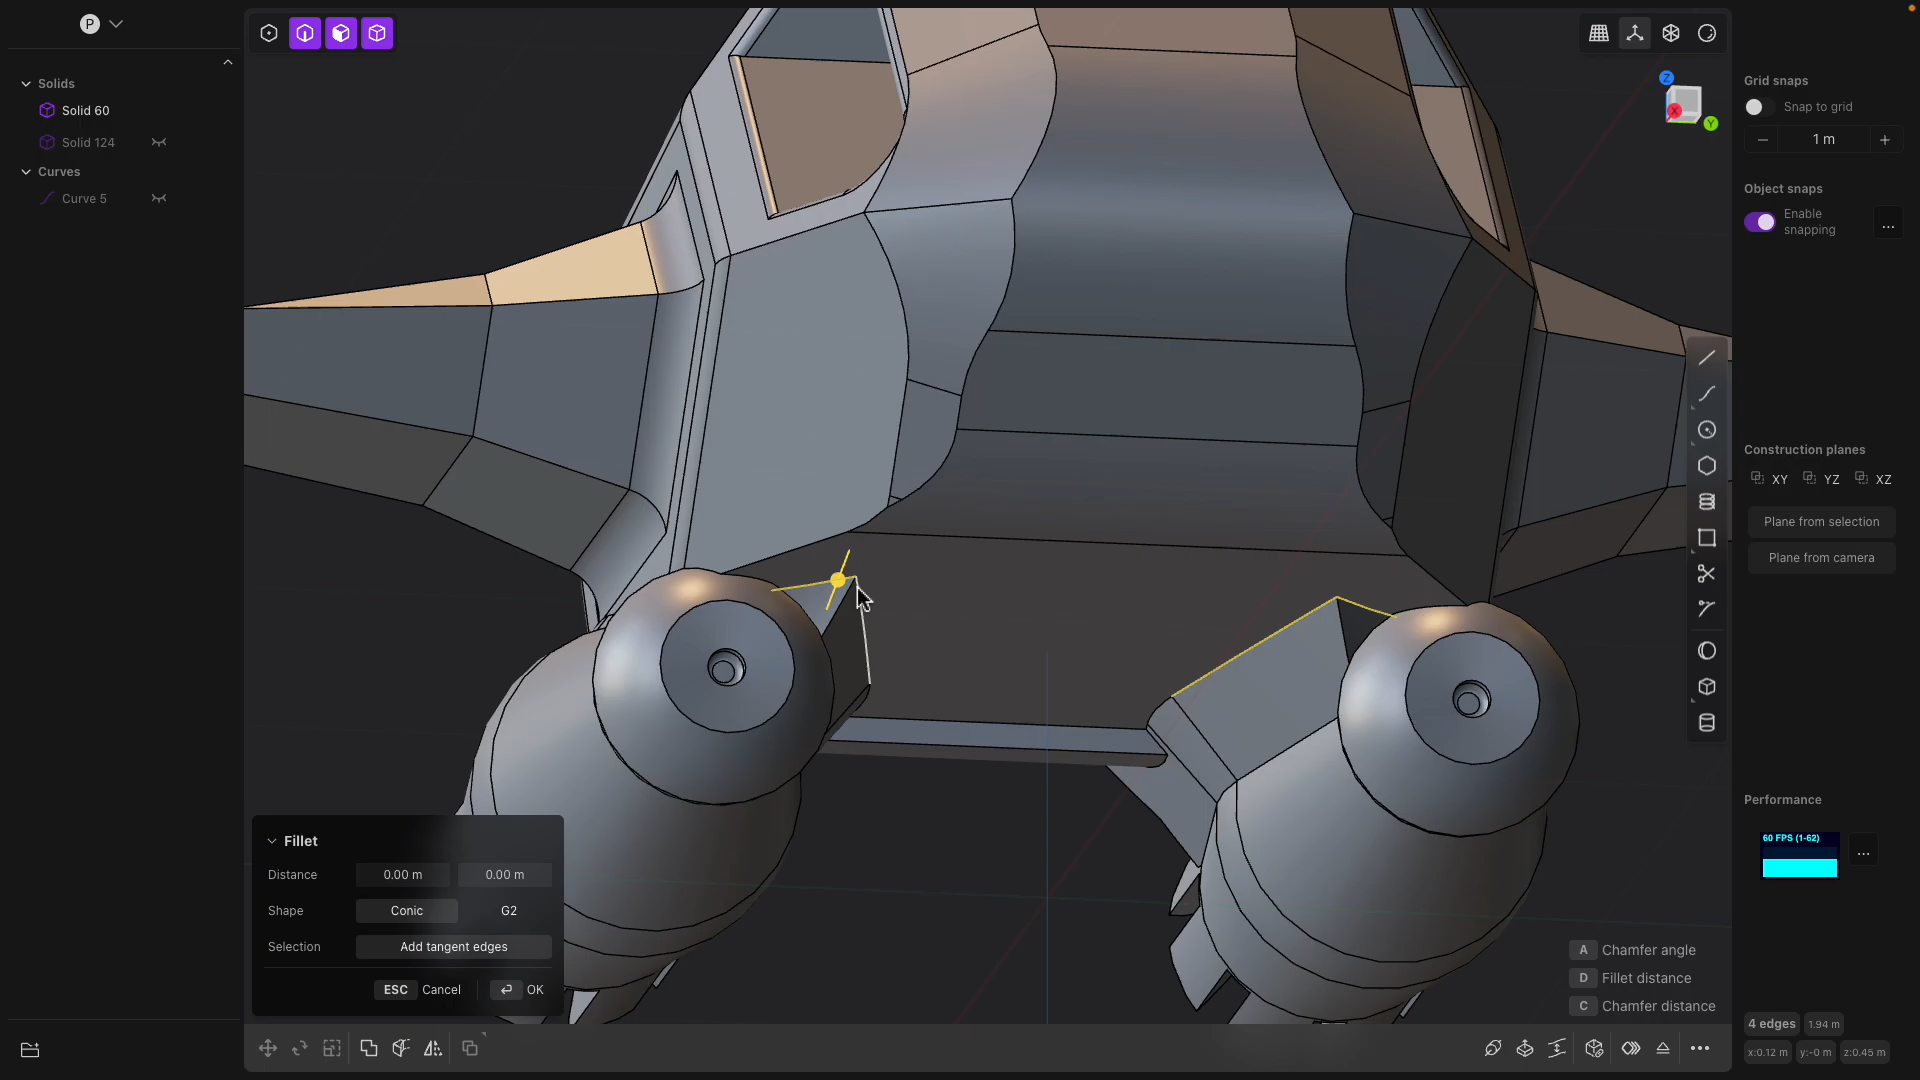 P
Solids
Solid 60
Solid 124
Curves
Curve 5
Z
X
Y
Grid snaps
Snap to grid
1 m
Object snaps
Enable
snapping
...
Construction planes
XY
YZ
XZ
Plane from selection
Plane from camera
Performance
60 FPS (1-62)
...
Fillet
Distance
0.00 m
0.00 m
Shape
Conic
G2
Selection
Add tangent edges
ESC
Cancel
OK
A
Chamfer angle
D
Fillet distance
C
Chamfer distance
4 edges
1.94 m
x:0.12 m
y:-0 m
z:0.45 m